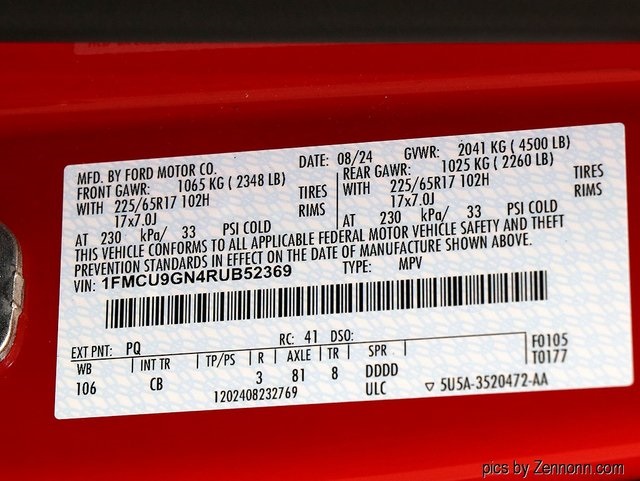 MFD. BY FORD MOTOR CO.
DATE: 08/24 GVWR: 2041 KG ( 4500 LB)
FRONT GAWR: 1065 KG ( 2348 LB) REAR GAWR: 1025 KG ( 2260 LB)
WITH 225/65R17 102H TIRES WITH 225/65R17 102H TIRES
17x7.0J RIMS 17x7.0J RIMS
AT 230 kPa/ 33 PSI COLD AT 230 kPa/ 33 PSI COLD
THIS VEHICLE CONFORMS TO ALL APPLICABLE FEDERAL MOTOR VEHICLE SAFETY AND THEFT
PREVENTION STANDARDS IN EFFECT ON THE DATE OF MANUFACTURE SHOWN ABOVE.
VIN: 1FMCU9GN4RUB52369 TYPE: MPV
EXT PNT: PQ RC: 41 DSO: F0105
WB INT TR TP/PS R AXLE TR SPR T0177
106 CB 3 81 8 DDDD
1202408232769 ULC ▽ 5U5A-3520472-AA
pics by Zennonn.com